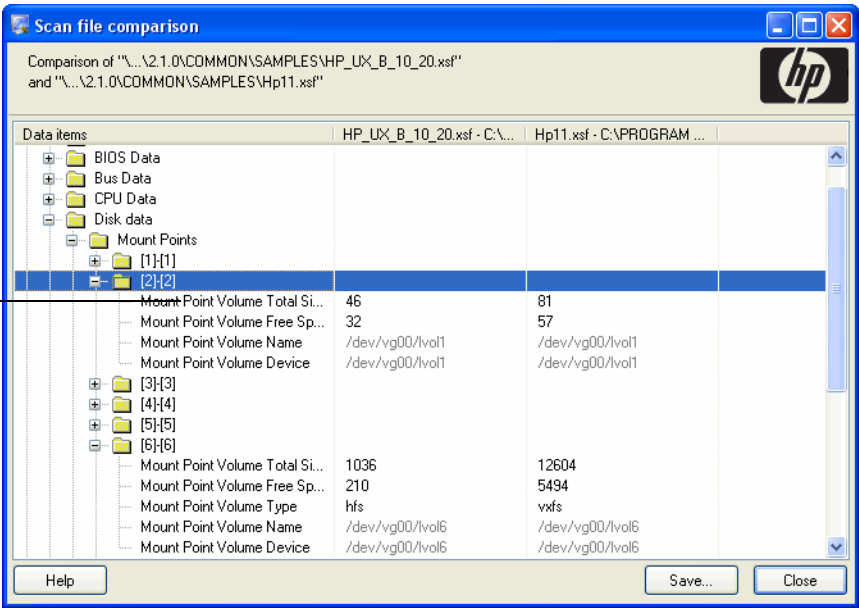 Scan file comparison
Comparison of "\...\2.1.0\COMMON\SAMPLES\HP_UX_B_10_20.xsf"
and "\...\2.1.0\COMMON\SAMPLES\Hp11.xsf"
hp
Data items HP_UX_B_10_20.xsf - C:\... Hp11.xsf - C:\PROGRAM ...
BIOS Data
Bus Data
CPU Data
Disk data
Mount Points
[1]-[1]
[2]-[2]
Mount Point Volume Total Si... 46 81
Mount Point Volume Free Sp... 32 57
Mount Point Volume Name /dev/vg00/lvol1 /dev/vg00/lvol1
Mount Point Volume Device /dev/vg00/lvol1 /dev/vg00/lvol1
[3]-[3]
[4]-[4]
[5]-[5]
[6]-[6]
Mount Point Volume Total Si... 1036 12604
Mount Point Volume Free Sp... 210 5494
Mount Point Volume Type hfs vxfs
Mount Point Volume Name /dev/vg00/lvol6 /dev/vg00/lvol6
Mount Point Volume Device /dev/vg00/lvol6 /dev/vg00/lvol6
Help Save... Close